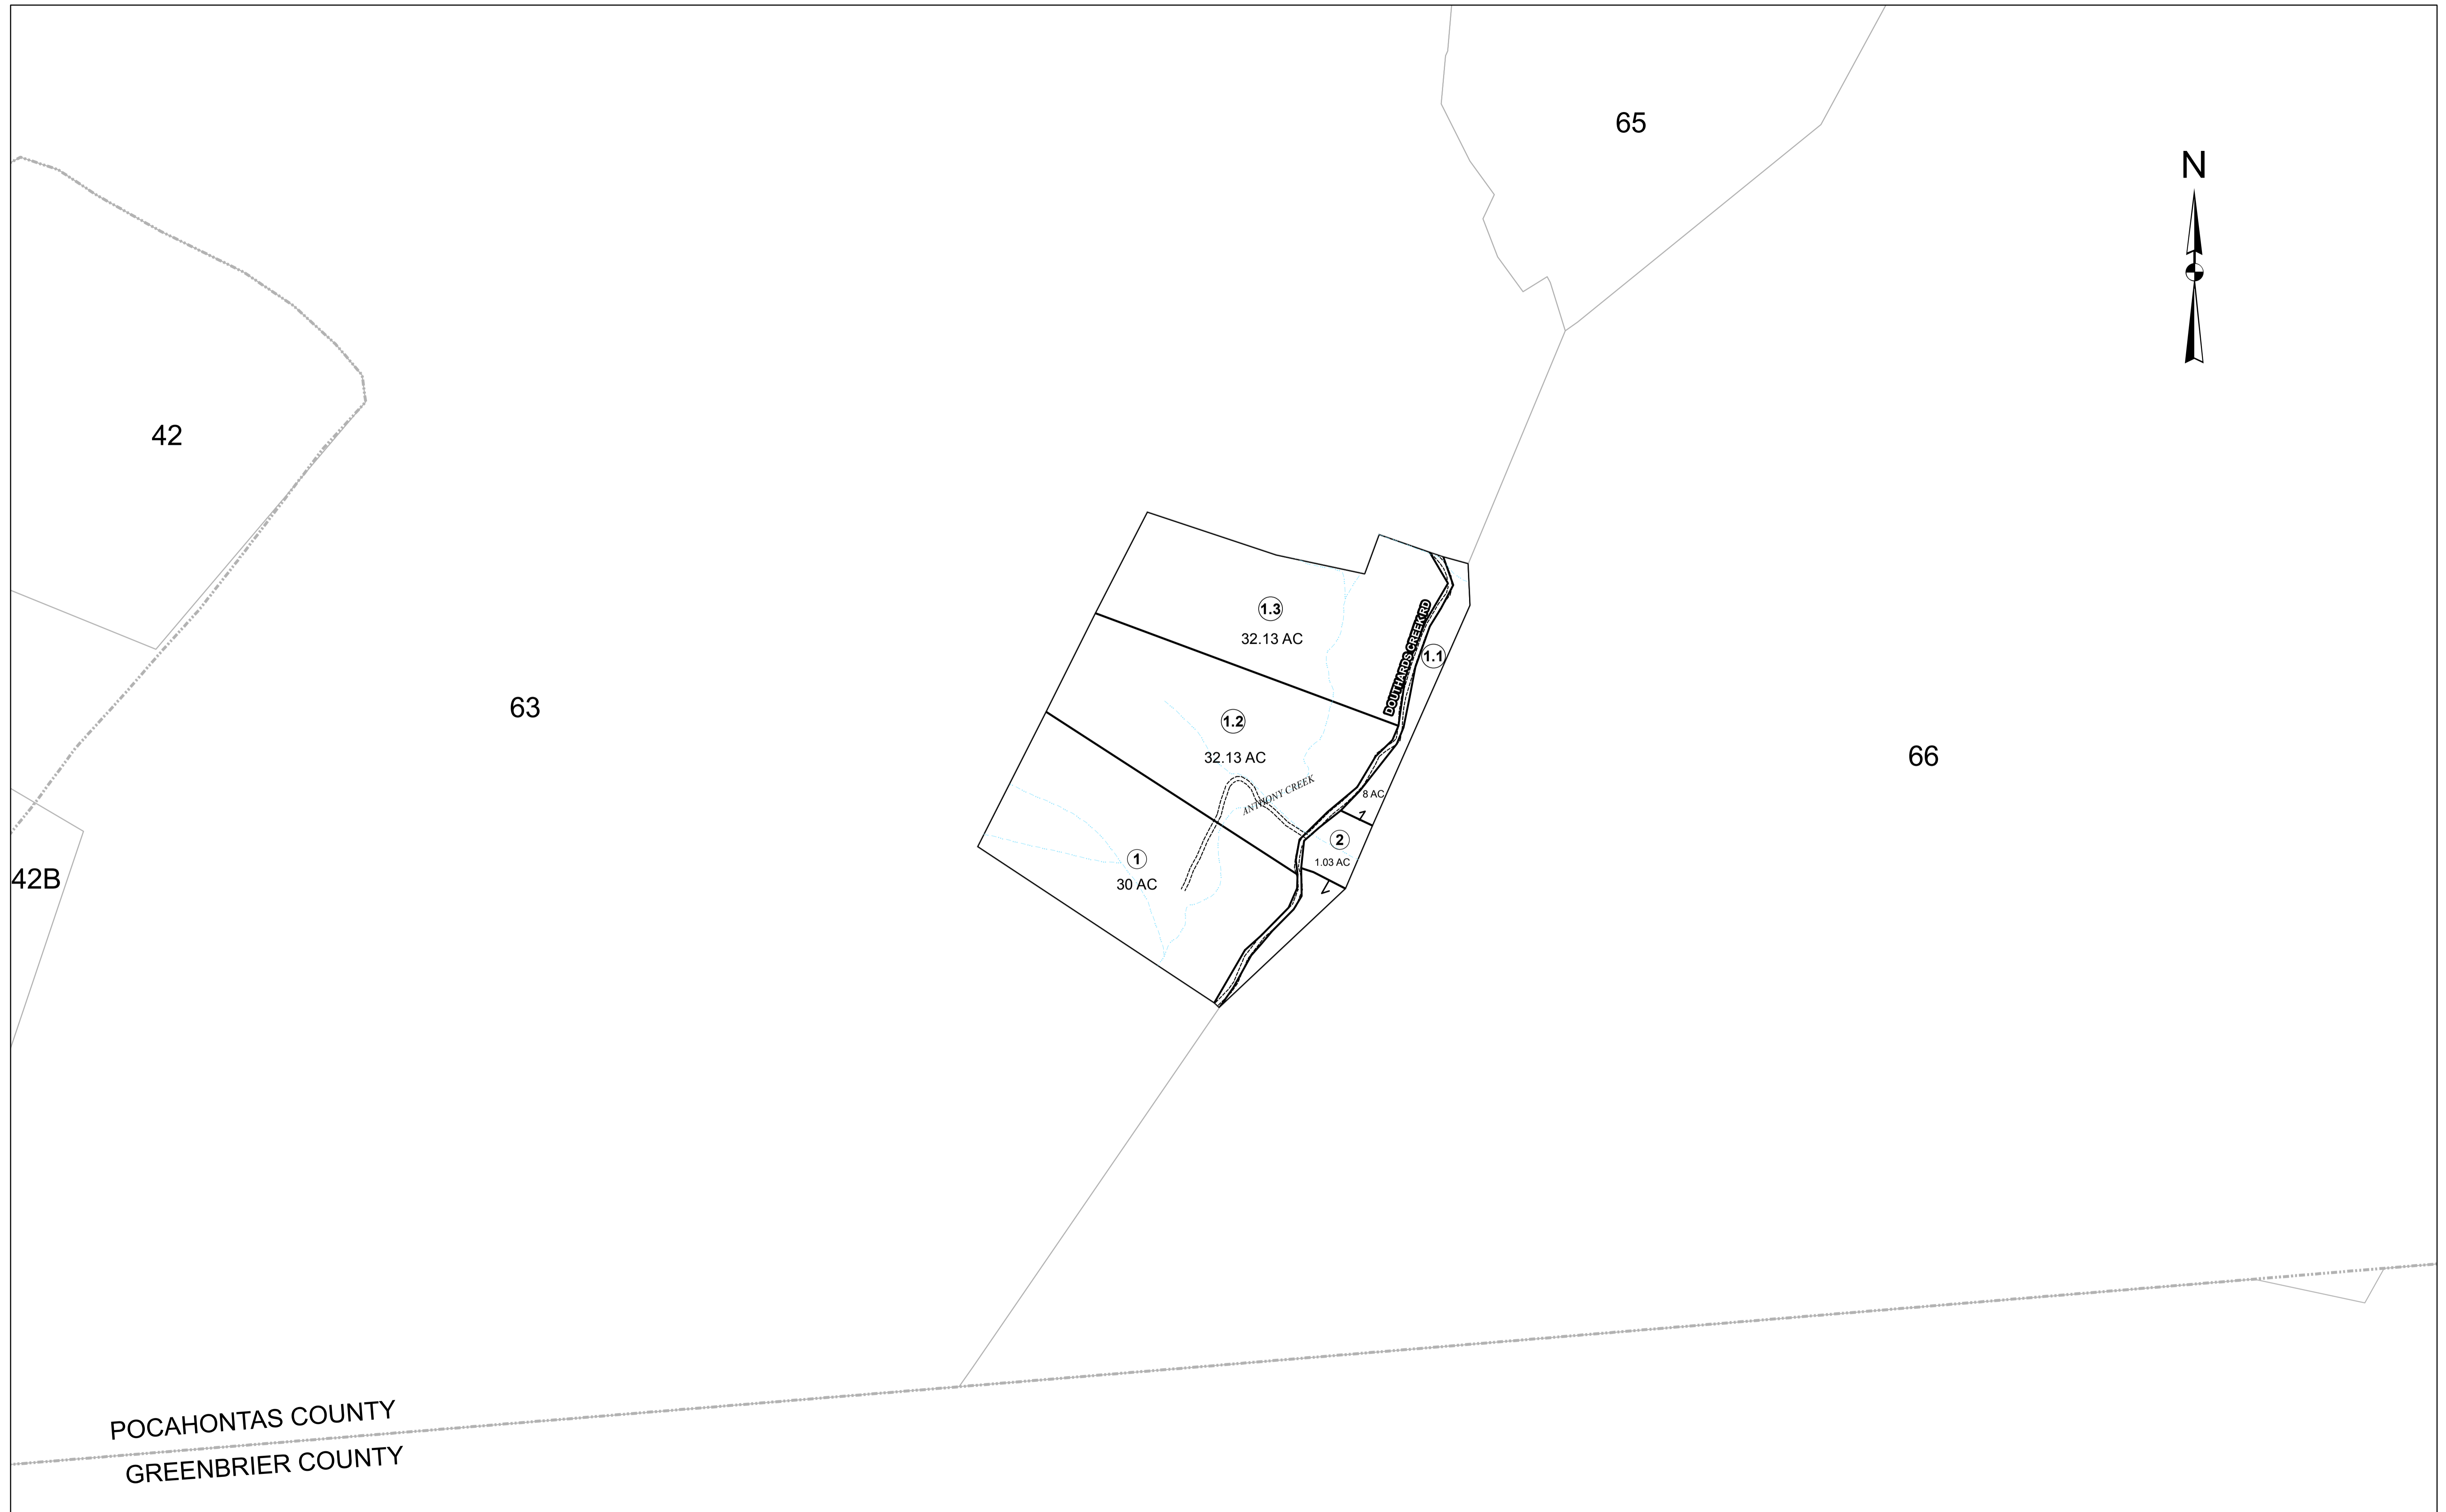 65
N
42
1.3
32.13 AC
DOUTHARDS CREEK RD
1.1
63
1.2
32.13 AC
66
ANTHONY CREEK
8 AC
2
1
1.03 AC
30 AC
42B
POCAHONTAS COUNTY
GREENBRIER COUNTY